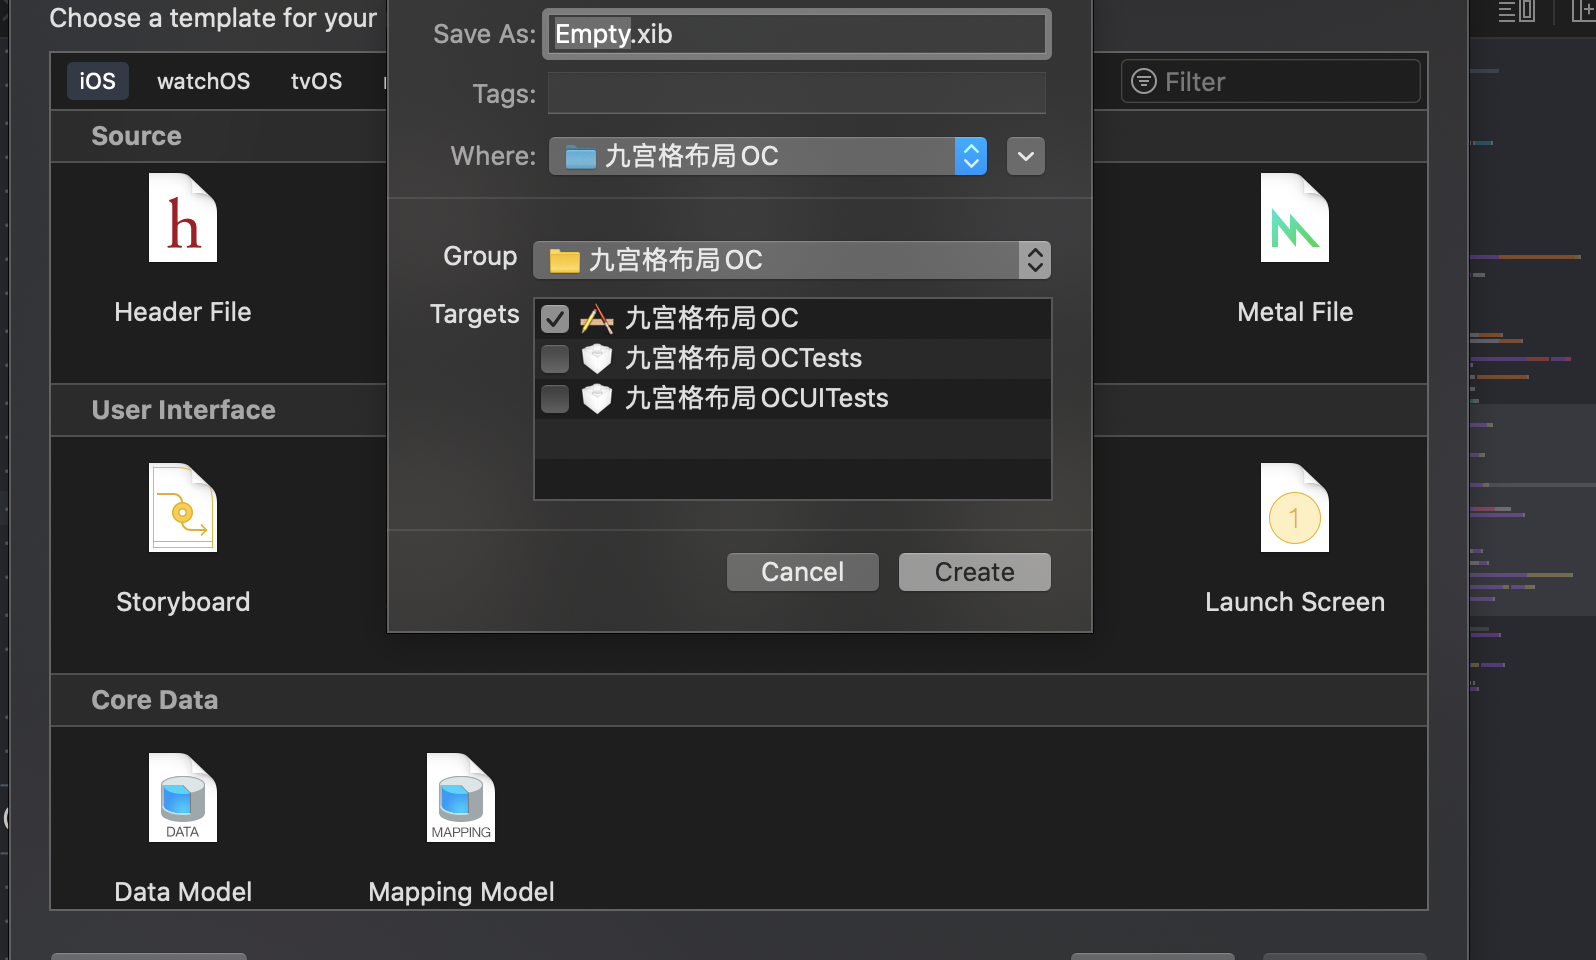 Choose a template for your
Save As: Empty.xib
Tags:
Where: 九宫格布局OC
iOS watchOS tvOS
Filter
Source
Group 九宫格布局OC
Targets 九宫格布局OC
九宫格布局OCTests
九宫格布局OCUITests
Cancel Create
h
Header File
Metal File
User Interface
1
Storyboard
Launch Screen
Core Data
DATA
MAPPING
Data Model
Mapping Model